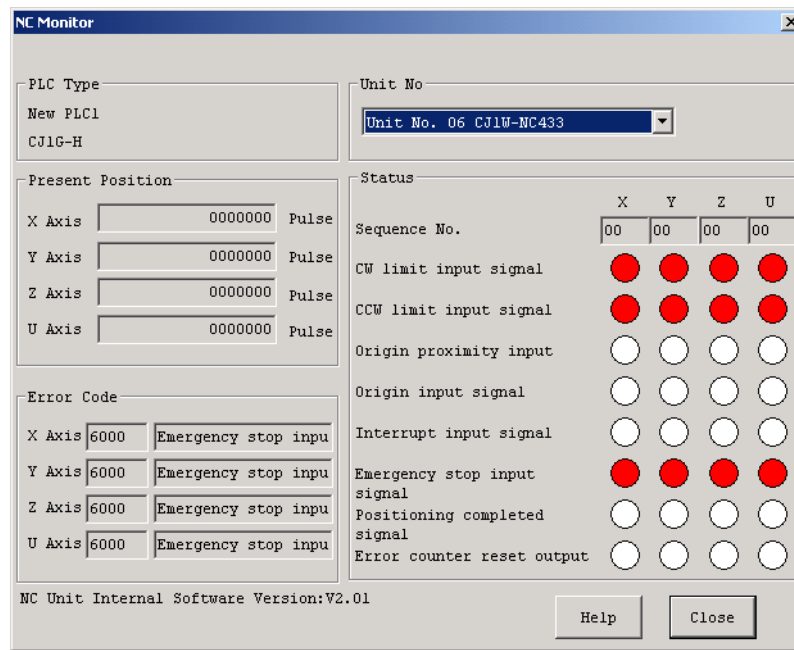 NC Monitor
PLC Type
New PLC1
CJ1G-H
Unit No
Unit No. 06 CJ1W-NC433
Present Position
X Axis 0000000 Pulse
Y Axis 0000000 Pulse
Z Axis 0000000 Pulse
U Axis 0000000 Pulse
Error Code
X Axis 6000 Emergency stop inpu
Y Axis 6000 Emergency stop inpu
Z Axis 6000 Emergency stop inpu
U Axis 6000 Emergency stop inpu
Status
X Y Z U
Sequence No. 00 00 00 00
CW limit input signal
CCW limit input signal
Origin proximity input
Origin input signal
Interrupt input signal
Emergency stop input
signal
Positioning completed
signal
Error counter reset output
NC Unit Internal Software Version:V2.01
Help
Close